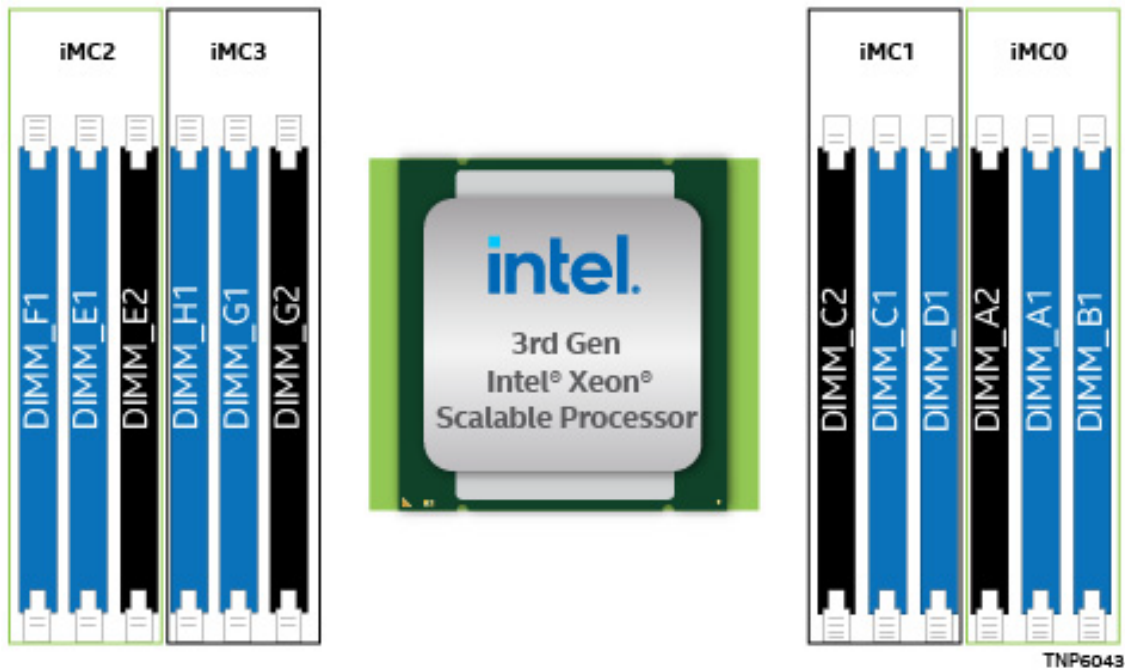 iMC2
iMC3
iMC1
iMC0
DIMM_F1
DIMM_E1
DIMM_E2
DIMM_H1
DIMM_G1
DIMM_G2
intel.
3rd Gen
Intel® Xeon®
Scalable Processor
DIMM_C2
DIMM_C1
DIMM_D1
DIMM_A2
DIMM_A1
DIMM_B1
TNP6043